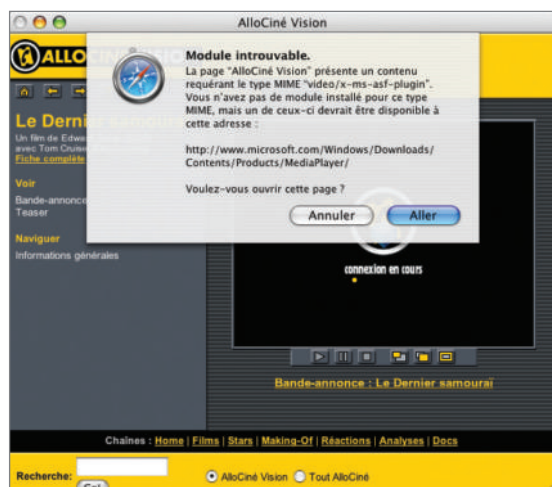 AlloCiné Vision
ALLO
Module introuvable.
La page "AlloCiné Vision" présente un contenu
requérant le type MIME "video/x-ms-asf-plugin".
Vous n'avez pas de module installé pour ce type
MIME, mais un de ceux-ci devrait être disponible à
cette adresse :
http://www.microsoft.com/Windows/Downloads/
Contents/Products/MediaPlayer/
Voulez-vous ouvrir cette page ?
Annuler
Aller
Le Dernier
Un film de
avec Tom
Fiche complète
Voir
Bande-annonce
Teaser
Naviguer
Informations générales
connexion en cours
Bande-annonce : Le Dernier samouraï
Chaînes : Home | Films | Stars | Making-Of | Réactions | Analyses | Docs
Recherche:
AlloCiné Vision
Tout AlloCiné